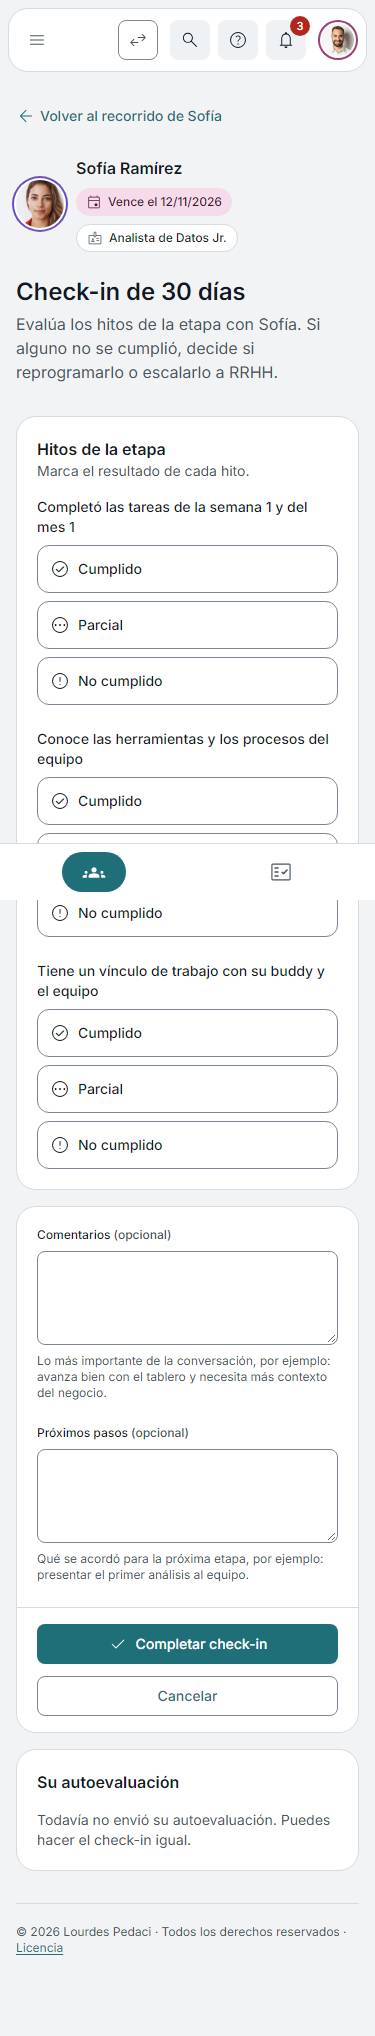 3
Volver al recorrido de Sofía
Sofía Ramírez
Vence el 12/11/2026
Analista de Datos Jr.
Check-in de 30 días
Evalúa los hitos de la etapa con Sofía. Si
alguno no se cumplió, decide si
reprogramarlo o escalarlo a RRHH.
Hitos de la etapa
Marca el resultado de cada hito.
Completó las tareas de la semana 1 y del
mes 1
Cumplido
Parcial
No cumplido
Conoce las herramientas y los procesos del
equipo
Cumplido
No cumplido
Tiene un vínculo de trabajo con su buddy y
el equipo
Cumplido
Parcial
No cumplido
Comentarios (opcional)
Lo más importante de la conversación, por ejemplo:
avanza bien con el tablero y necesita más contexto
del negocio.
Próximos pasos (opcional)
Qué se acordó para la próxima etapa, por ejemplo:
presentar el primer análisis al equipo.
Completar check-in
Cancelar
Su autoevaluación
Todavía no envió su autoevaluación. Puedes
hacer el check-in igual.
© 2026 Lourdes Pedaci · Todos los derechos reservados ·
Licencia